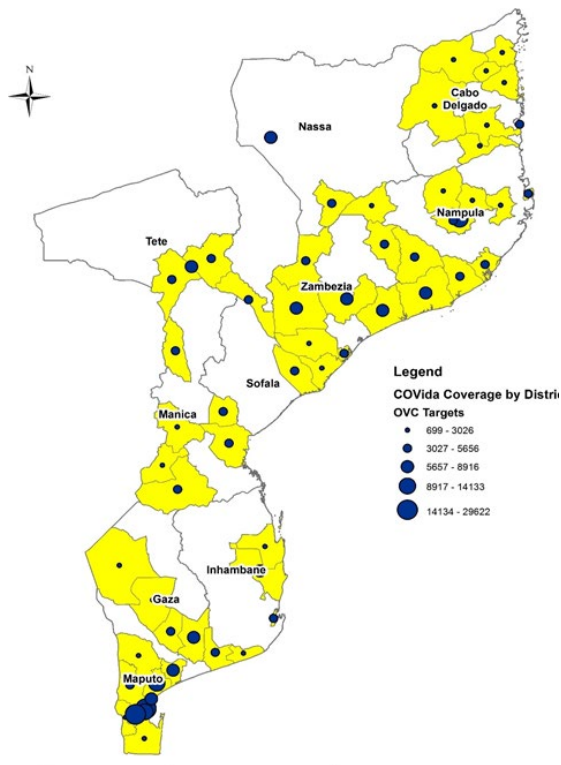 N
Cabo
Delgado
Nassa
Nampula
Tete
Zambezia
Legend
COVida Coverage by Distri
OVC Targets
699 - 3026
3027 - 5656
5657 - 8916
8917 - 14133
14134 - 29622
Sofala
Manica
Inhambane
Gaza
Maputo